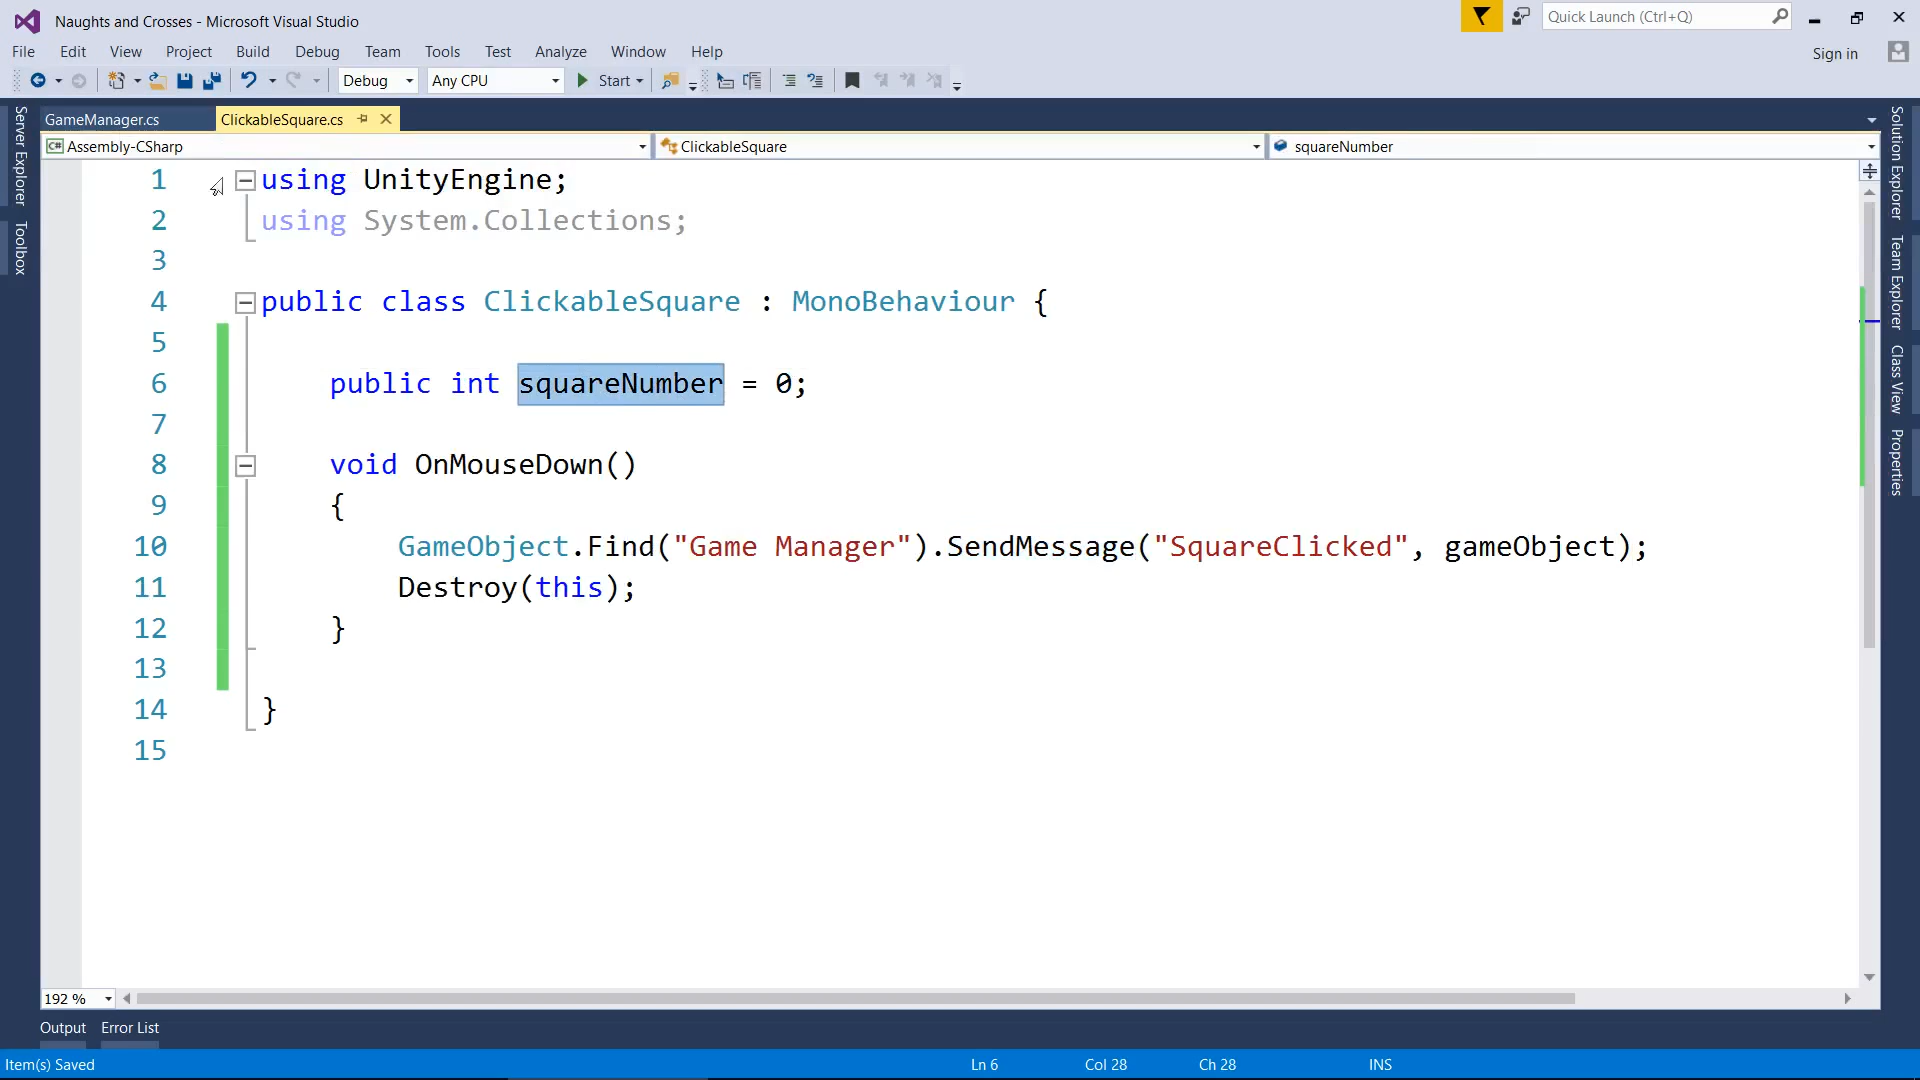 Naughts and Crosses - Microsoft Visual Studio
Quick Launch (Ctrl+Q)
File Edit View Project Build Debug Team Tools Test Analyze Window Help
Sign in
Debug Any CPU Start
GameManager.cs ClickableSquare.cs
C# Assembly-CSharp ClickableSquare squareNumber
Server Explorer
Toolbox
Solution Explorer
Team Explorer
Class View
Properties
1 using UnityEngine;
2 using System.Collections;
3
4 public class ClickableSquare : MonoBehaviour {
5
6 public int squareNumber = 0;
7
8 void OnMouseDown()
9 {
10 GameObject.Find("Game Manager").SendMessage("SquareClicked", gameObject);
11 Destroy(this);
12 }
13
14 }
15
192 %
Output Error List
Item(s) Saved Ln 6 Col 28 Ch 28 INS